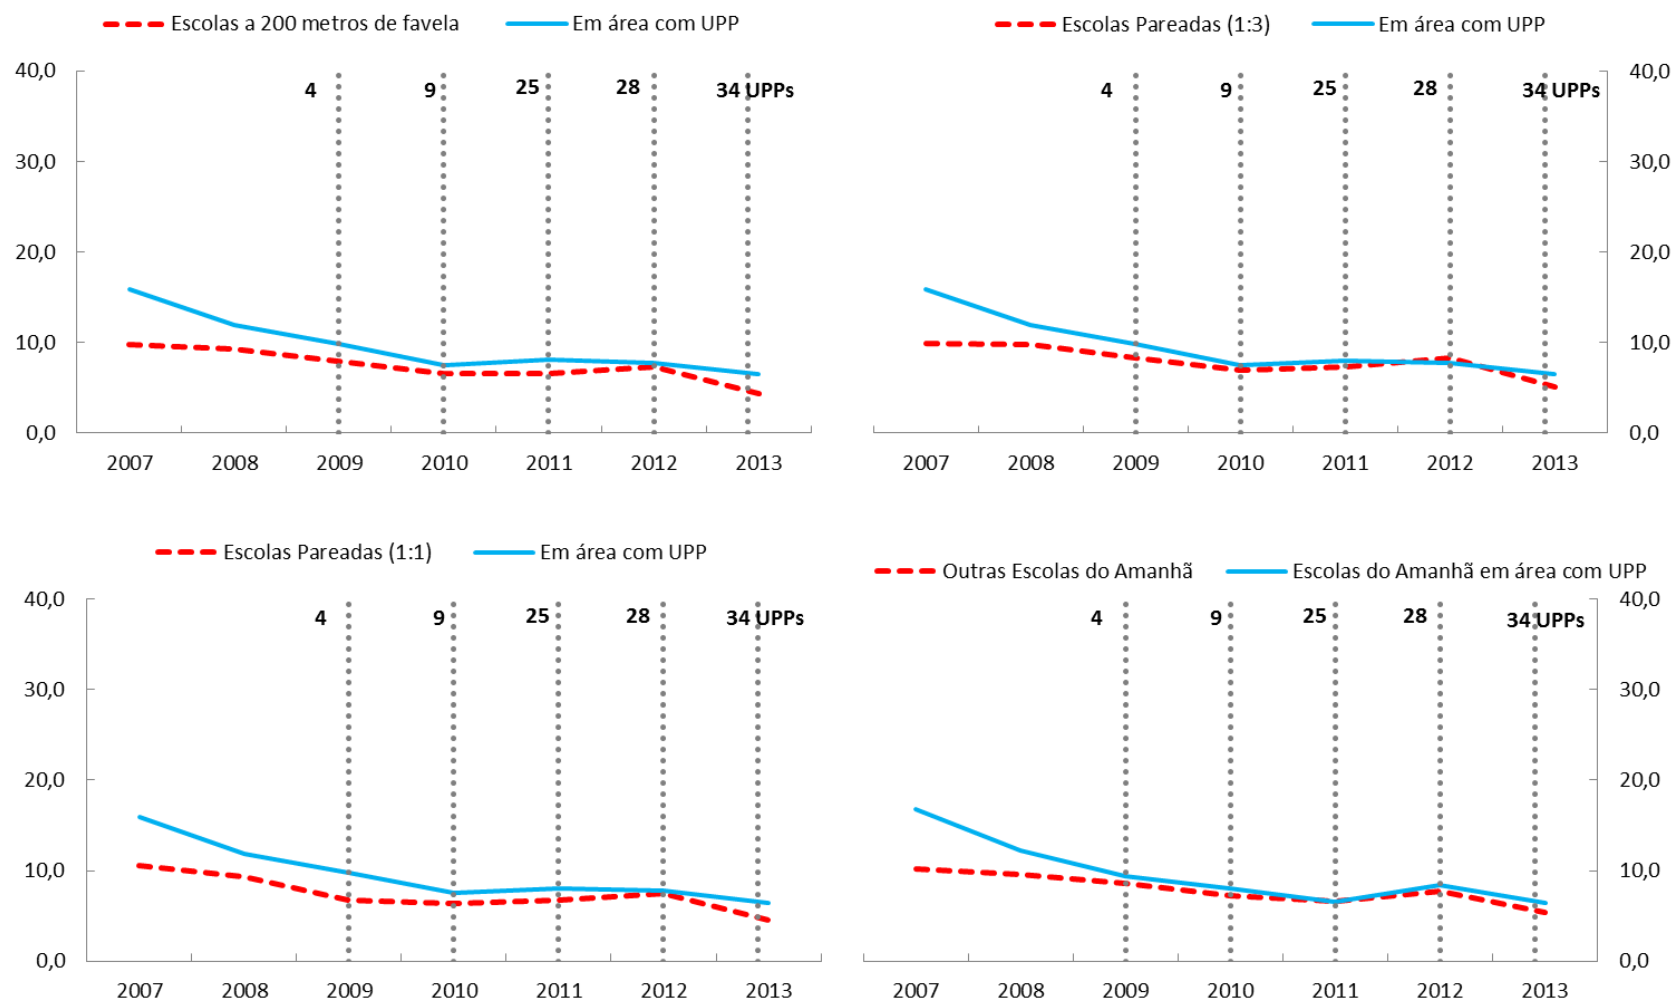 Escolas a 200 metros de favela Em área com UPP
40,0
30,0
20,0
10,0
0,0
4 9 25 28 34 UPPs
2007 2008 2009 2010 2011 2012 2013
Escolas Pareadas (1:3) Em área com UPP
4 9 25 28 34 UPPs
40,0
30,0
20,0
10,0
0,0
2007 2008 2009 2010 2011 2012 2013
Escolas Pareadas (1:1) Em área com UPP
40,0
30,0
20,0
10,0
0,0
4 9 25 28 34 UPPs
2007 2008 2009 2010 2011 2012 2013
Outras Escolas do Amanhã Escolas do Amanhã em área com UPP
4 9 25 28 34 UPPs
40,0
30,0
20,0
10,0
0,0
2007 2008 2009 2010 2011 2012 2013